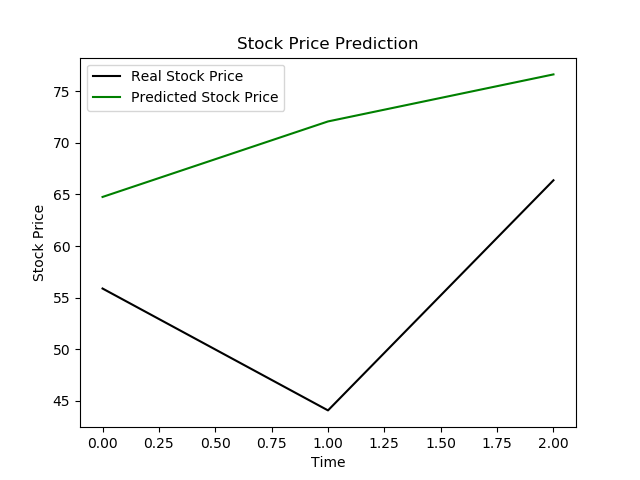 Stock Price Prediction
Real Stock Price
Predicted Stock Price
75
70
65
60
55
50
45
Stock Price
0.00 0.25 0.50 0.75 1.00 1.25 1.50 1.75 2.00
Time